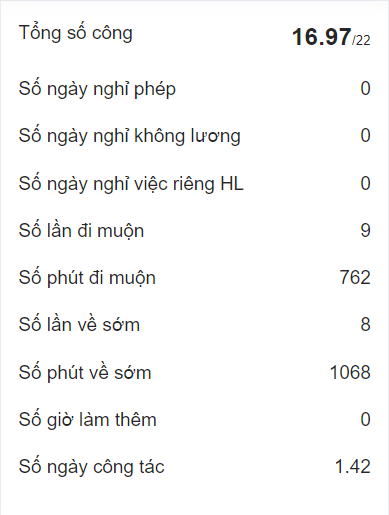 Tổng số công 16.97/22
Số ngày nghỉ phép 0
Số ngày nghỉ không lương 0
Số ngày nghỉ việc riêng HL 0
Số lần đi muộn 9
Số phút đi muộn 762
Số lần về sớm 8
Số phút về sớm 1068
Số giờ làm thêm 0
Số ngày công tác 1.42